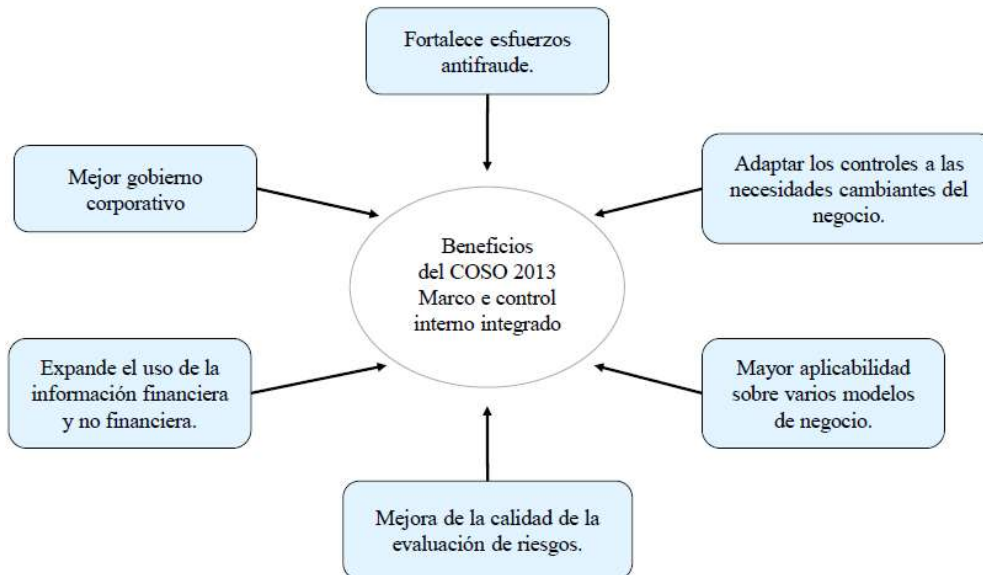 Fortalece esfuerzos
antifraude.
Mejor gobierno
corporativo
Adaptar los controles a las
necesidades cambiantes del
negocio.
Beneficios
del COSO 2013
Marco e control
interno integrado
Expande el uso de la
información financiera
y no financiera.
Mayor aplicabilidad
sobre varios modelos
de negocio.
Mejora de la calidad de la
evaluación de riesgos.